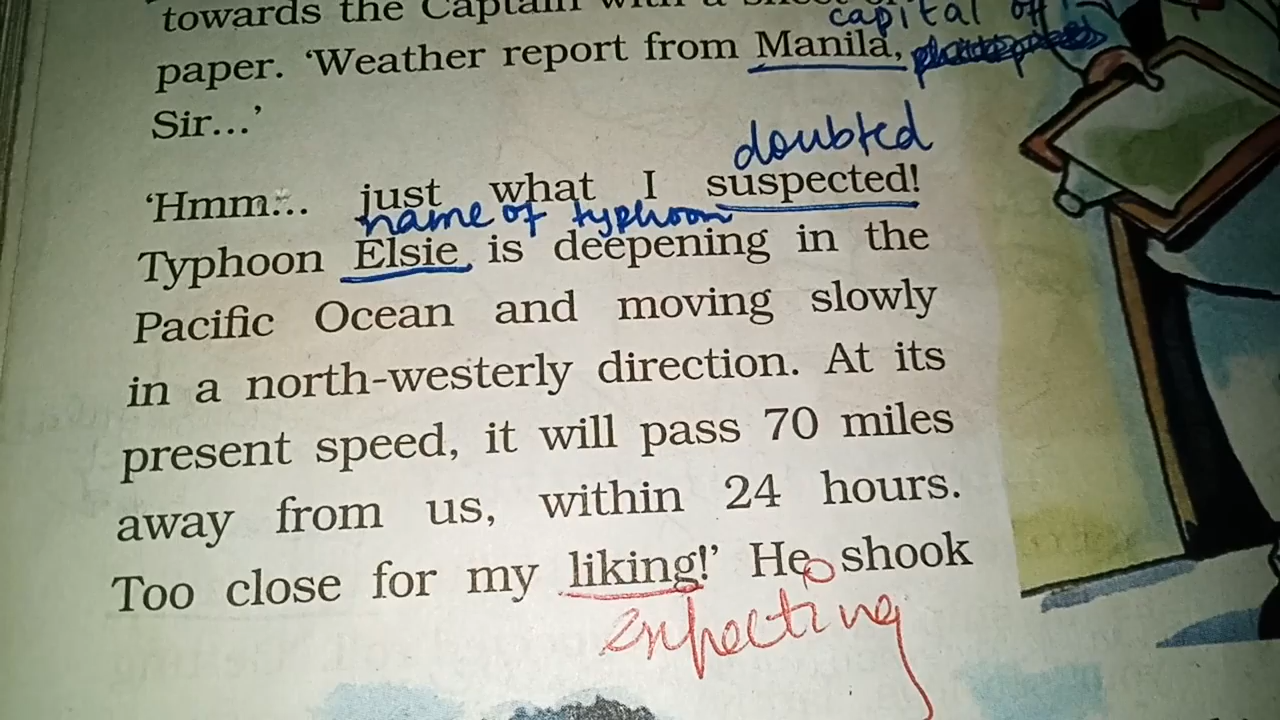 towards the Captain with a sheet of
capital of
paper. 'Weather report from Manila,
Sir...'
doubted
'Hmm... just what I suspected!
name of typhoon
Typhoon Elsie is deepening in the
Pacific Ocean and moving slowly
in a north-westerly direction. At its
present speed, it will pass 70 miles
away from us, within 24 hours.
Too close for my liking!' He shook
expecting